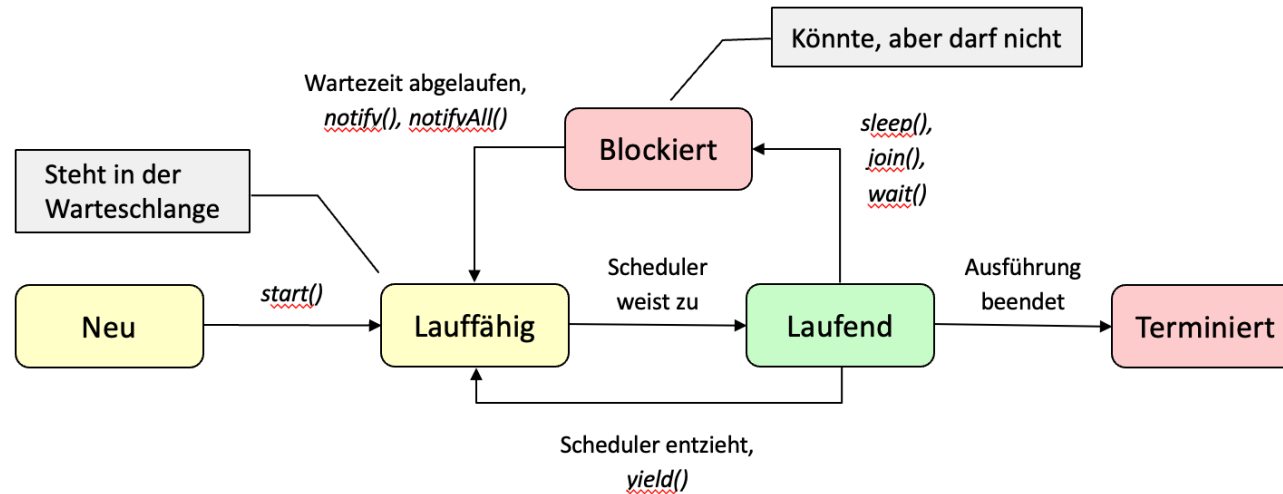 Könnte, aber darf nicht
Wartezeit abgelaufen,
notify(), notifyAll()
Blockiert
sleep(),
join(),
wait()
Steht in der
Warteschlange
Neu
start()
Lauffähig
Scheduler
weist zu
Laufend
Ausführung
beendet
Terminiert
Scheduler entzieht,
yield()